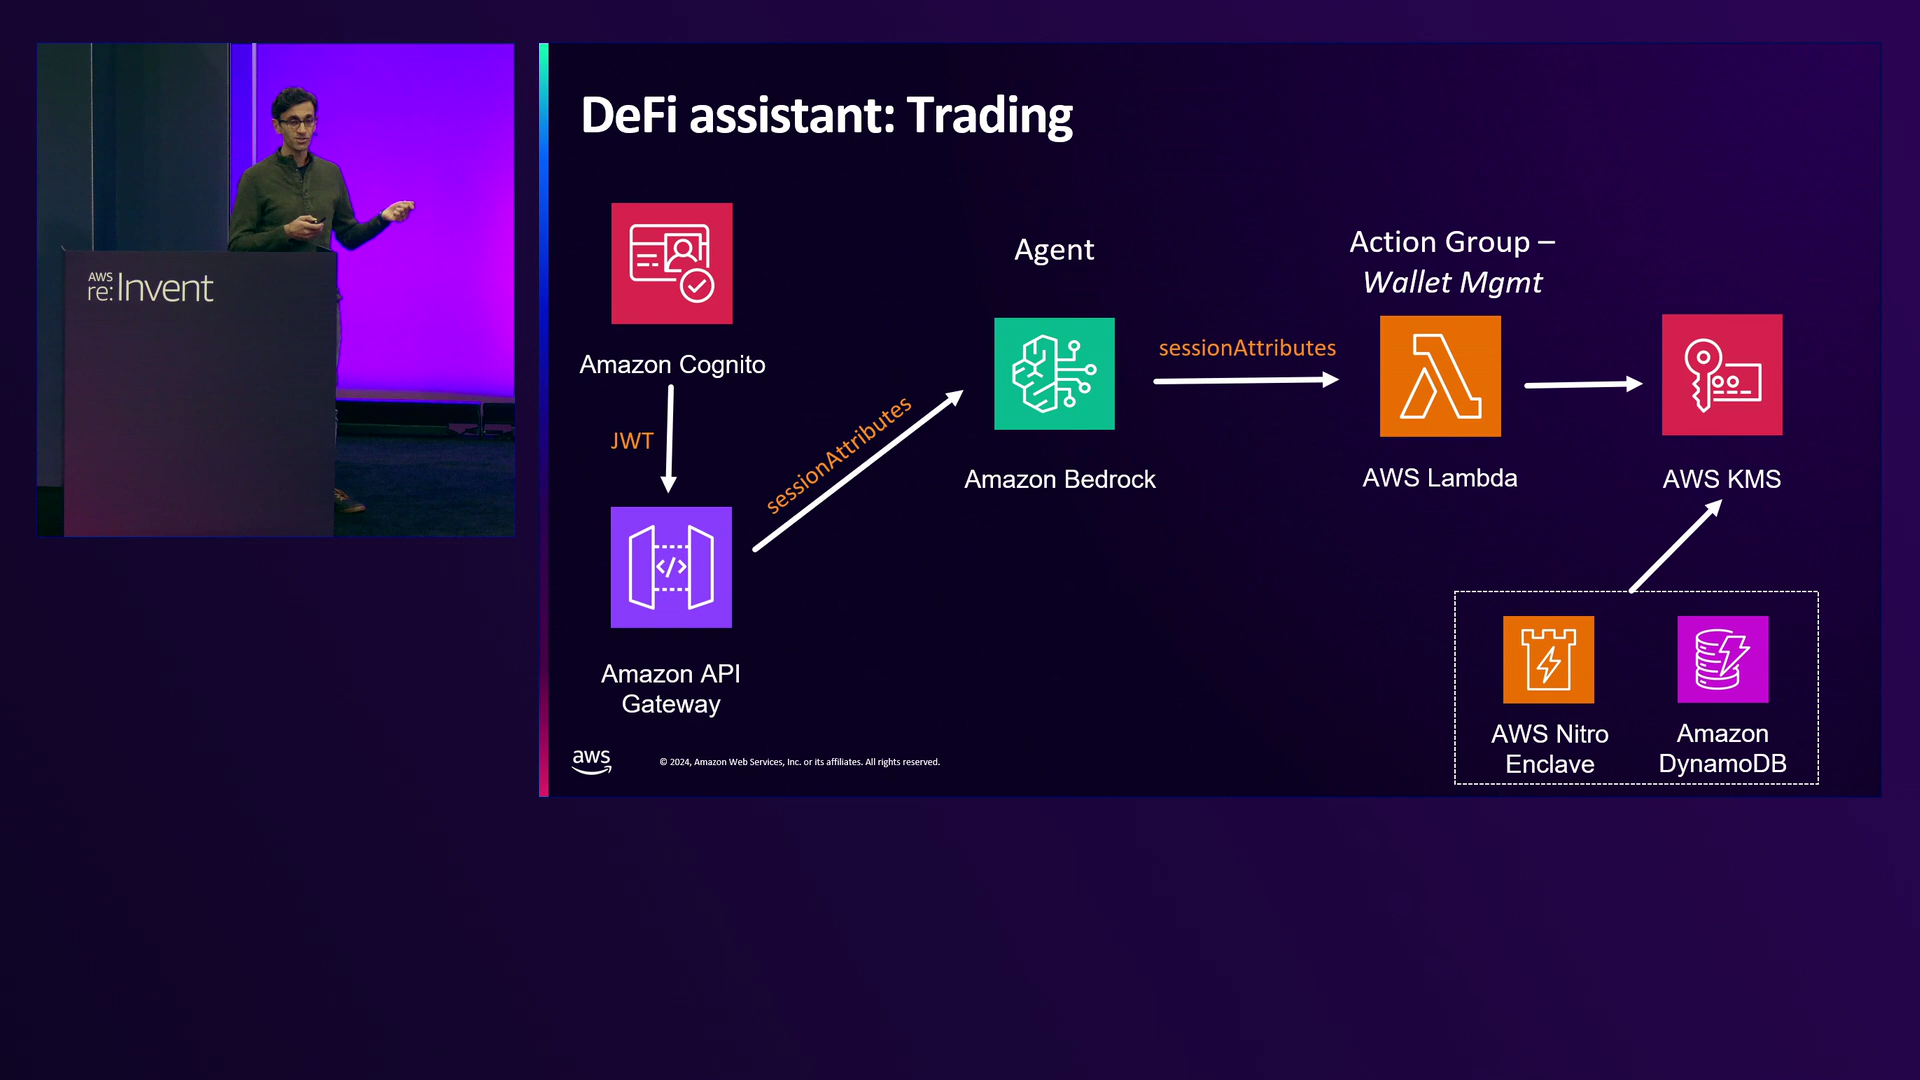 AWS
re:Invent
DeFi assistant: Trading
Amazon Cognito
JWT
Amazon API
Gateway
sessionAttributes
Agent
Amazon Bedrock
sessionAttributes
Action Group –
Wallet Mgmt
AWS Lambda
AWS KMS
AWS Nitro
Enclave
Amazon
DynamoDB
aws
© 2024, Amazon Web Services, Inc. or its affiliates. All rights reserved.